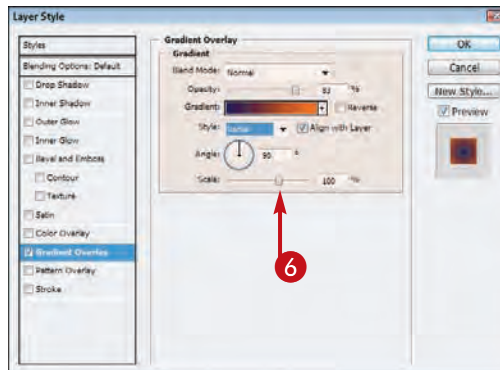 Layer Style
Styles
Blending Options: Default
Drop Shadow
Inner Shadow
Outer Glow
Inner Glow
Bevel and Emboss
Contour
Texture
Satin
Color Overlay
Gradient Overlay
Pattern Overlay
Stroke
Gradient Overlay
Gradient
Blend Mode: Normal
Opacity: 83 %
Gradient: Reverse
Style: Radial Align with Layer
Angle: 90 °
Scale: 100 %
6
OK
Cancel
New Style...
Preview